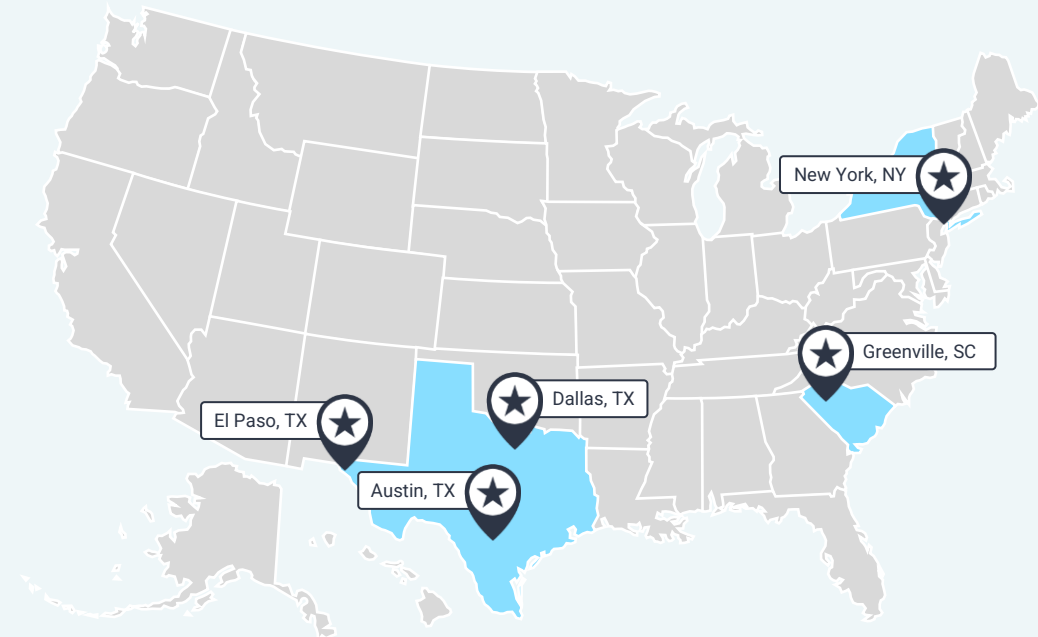 New York, NY
Greenville, SC
Dallas, TX
El Paso, TX
Austin, TX